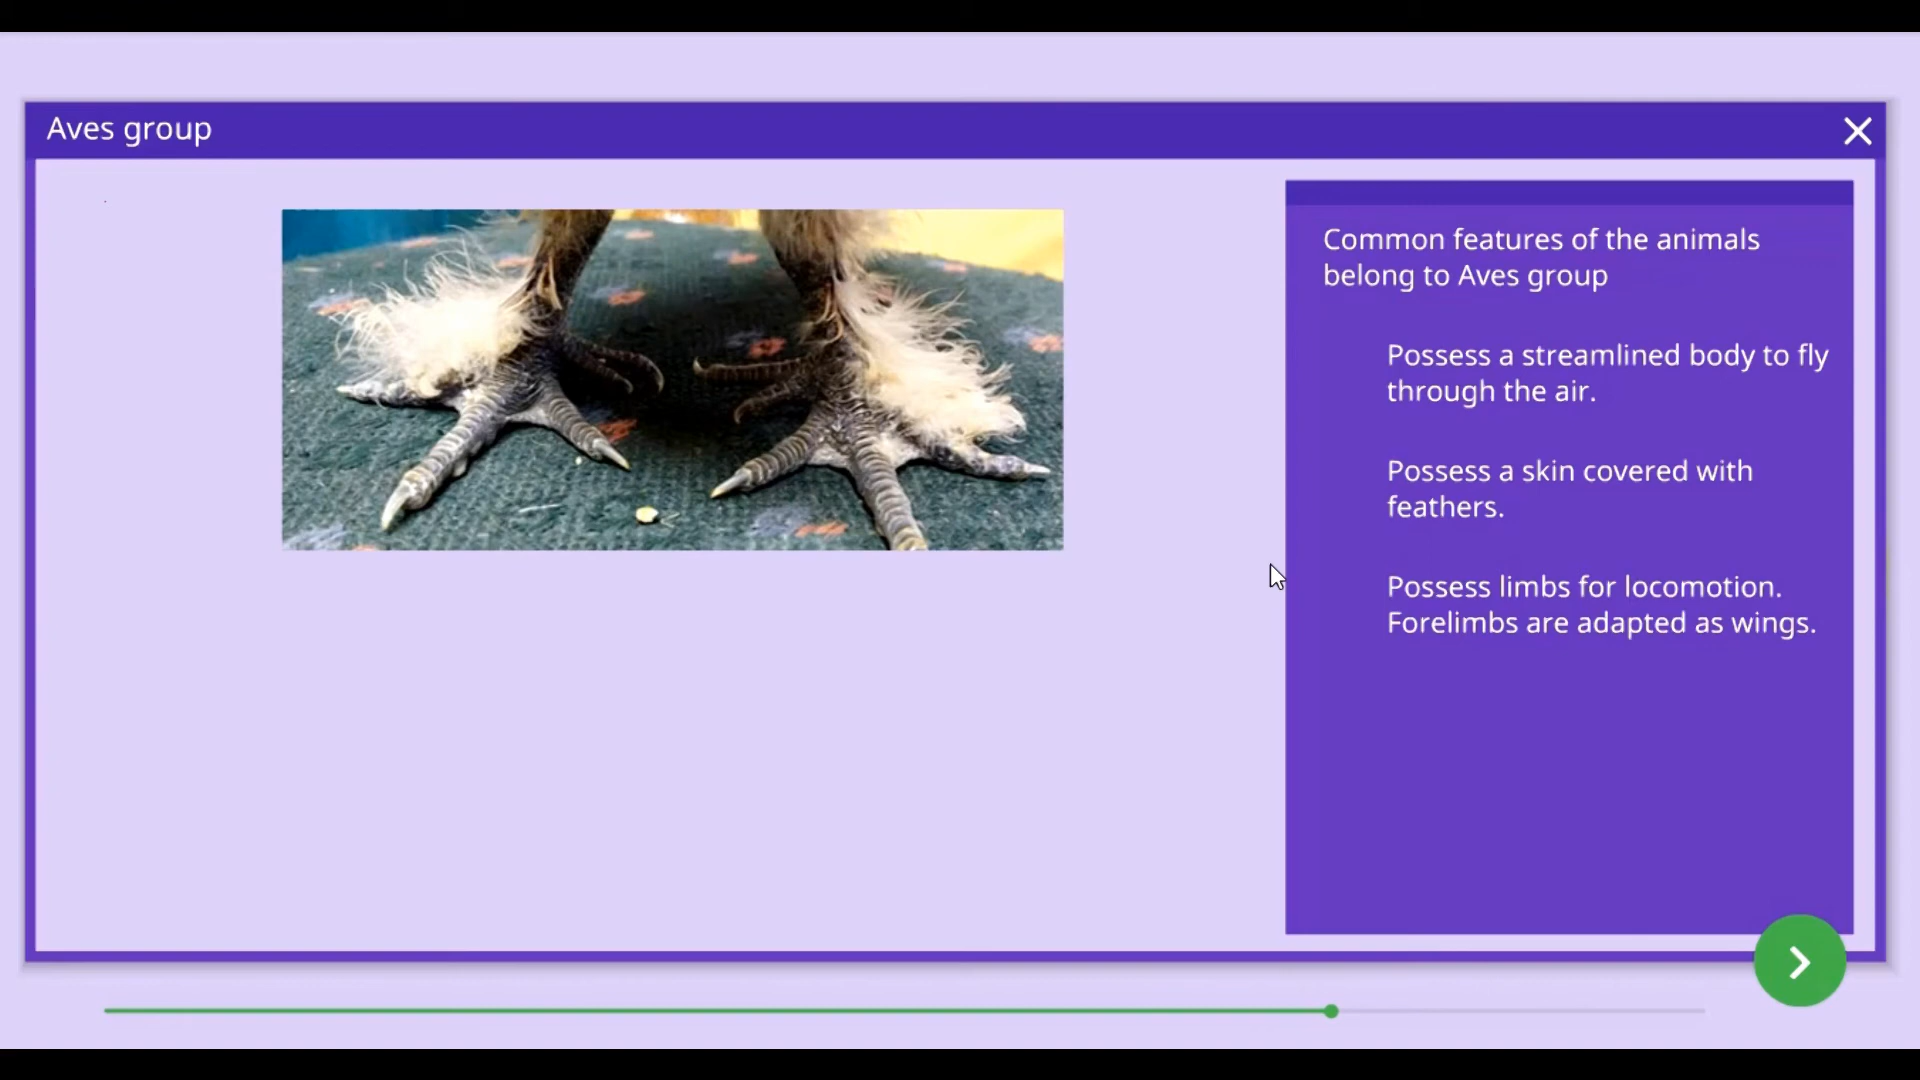 Aves group
Common features of the animals
belong to Aves group
Possess a streamlined body to fly
through the air.
Possess a skin covered with
feathers.
Possess limbs for locomotion.
Forelimbs are adapted as wings.